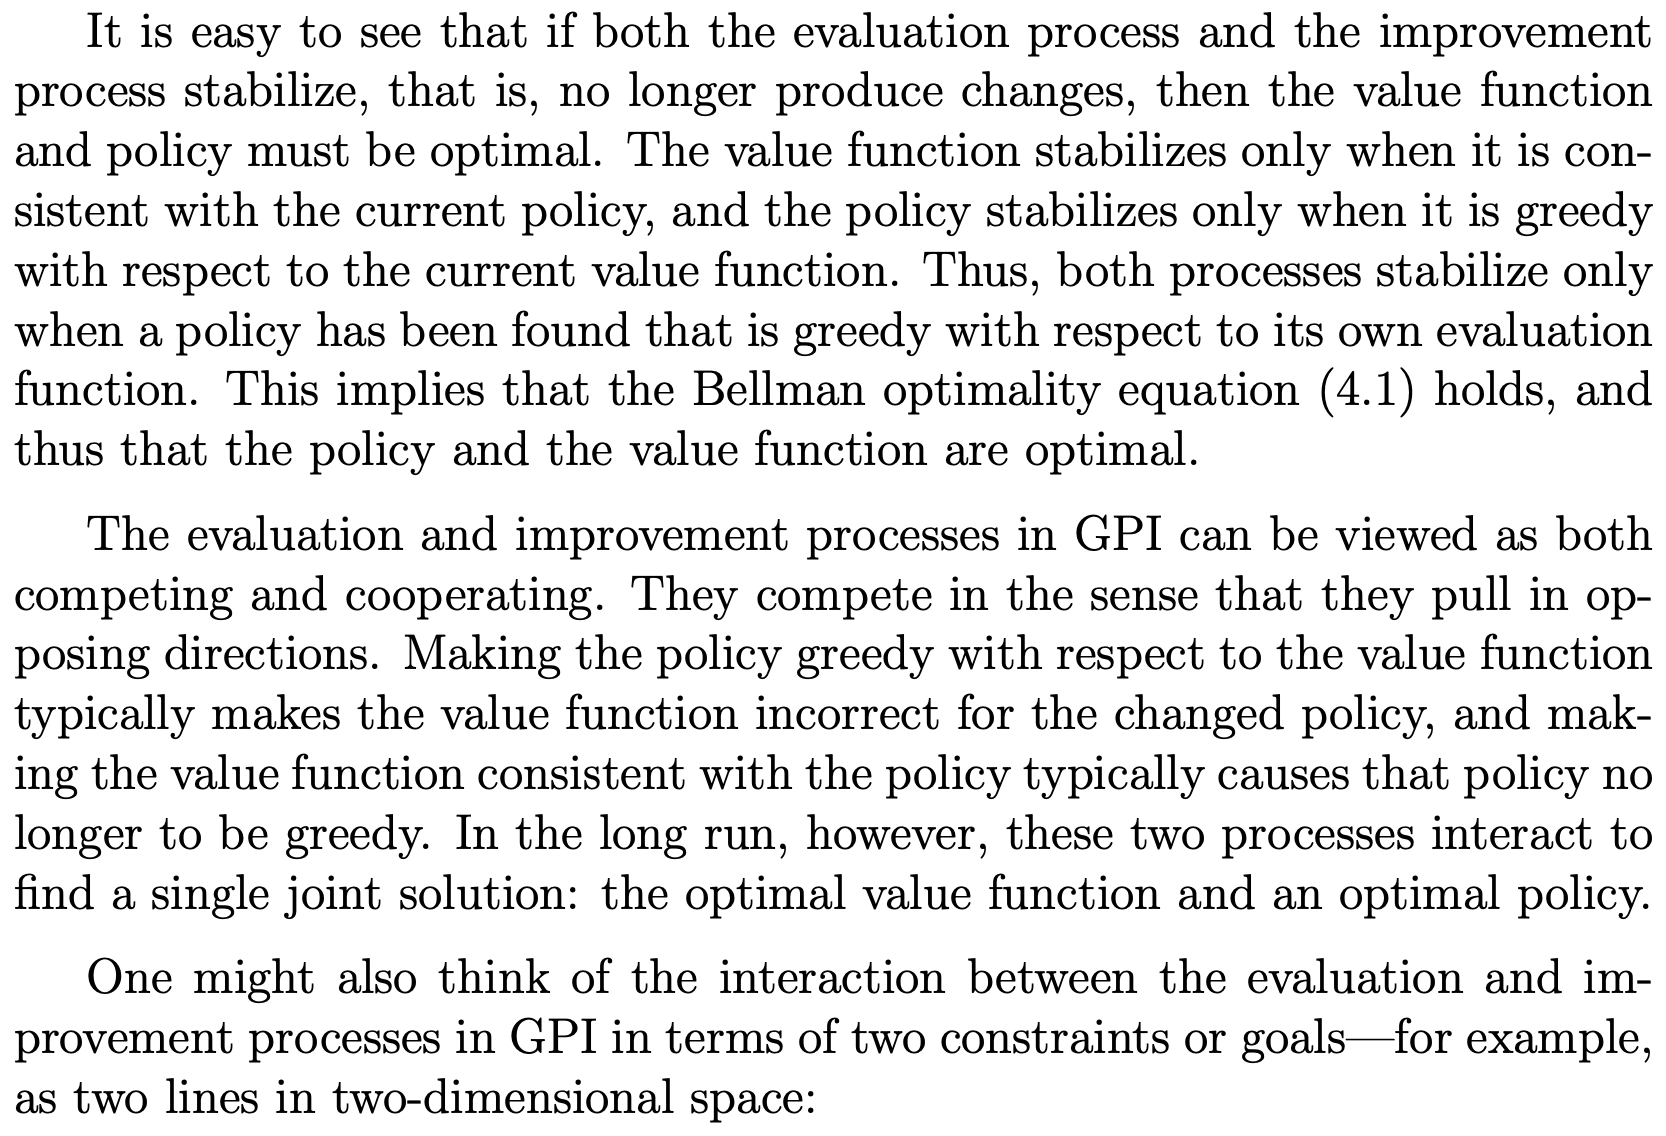 It is easy to see that if both the evaluation process and the improvement
process stabilize, that is, no longer produce changes, then the value function
and policy must be optimal. The value function stabilizes only when it is con-
sistent with the current policy, and the policy stabilizes only when it is greedy
with respect to the current value function. Thus, both processes stabilize only
when a policy has been found that is greedy with respect to its own evaluation
function. This implies that the Bellman optimality equation (4.1) holds, and
thus that the policy and the value function are optimal.
The evaluation and improvement processes in GPI can be viewed as both
competing and cooperating. They compete in the sense that they pull in op-
posing directions. Making the policy greedy with respect to the value function
typically makes the value function incorrect for the changed policy, and mak-
ing the value function consistent with the policy typically causes that policy no
longer to be greedy. In the long run, however, these two processes interact to
find a single joint solution: the optimal value function and an optimal policy.
One might also think of the interaction between the evaluation and im-
provement processes in GPI in terms of two constraints or goals—for example,
as two lines in two-dimensional space: